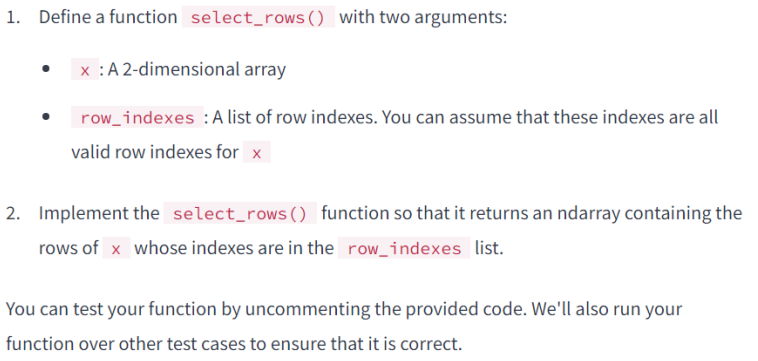 1. Define a function select_rows() with two arguments:
• x : A 2-dimensional array
• row_indexes : A list of row indexes. You can assume that these indexes are all
valid row indexes for x
2. Implement the select_rows() function so that it returns an ndarray containing the
rows of x whose indexes are in the row_indexes list.
You can test your function by uncommenting the provided code. We'll also run your
function over other test cases to ensure that it is correct.